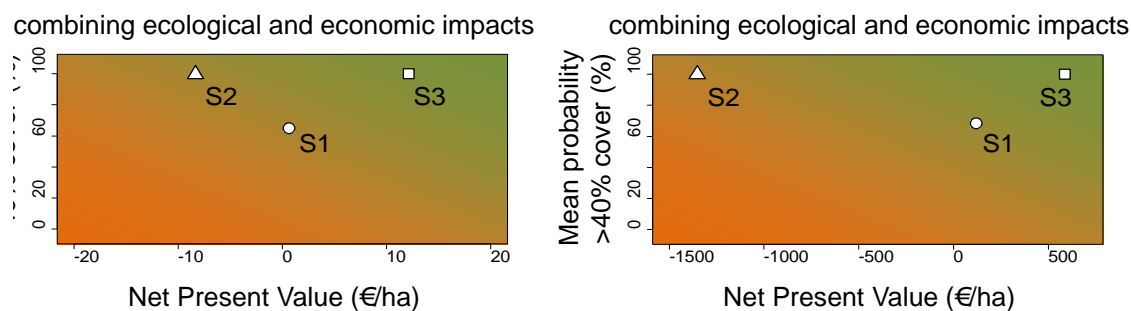 combining ecological and economic impacts
100
60
20
0
S2
S3
S1
-20
-10
0
10
20
Net Present Value (€/ha)
combining ecological and economic impacts
Mean probability
>40% cover (%)
100
60
20
0
S2
S3
S1
-1500
-1000
-500
0
500
Net Present Value (€/ha)